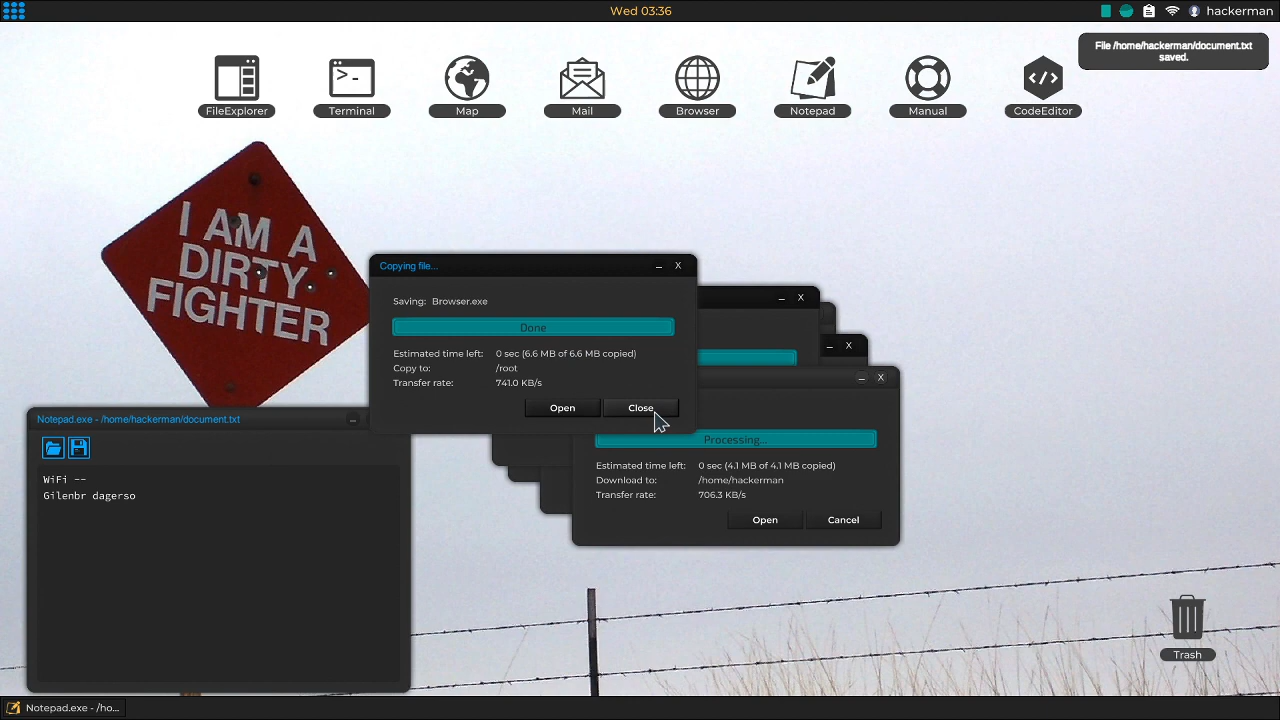 Wed 03:36
hackerman
File /home/hackerman/document.txt
saved.
FileExplorer
Terminal
Map
Mail
Browser
Notepad
Manual
CodeEditor
I AM A
DIRTY
FIGHTER
Copying file...
_ X
Saving: Browser.exe
Done
Estimated time left: 0 sec (6.6 MB of 6.6 MB copied)
Copy to: /root
Transfer rate: 741.0 KB/s
Open Close
_ X
_ X
_ X
Processing...
Estimated time left: 0 sec (4.1 MB of 4.1 MB copied)
Download to: /home/hackerman
Transfer rate: 706.3 KB/s
Open Cancel
Notepad.exe - /home/hackerman/document.txt
WiFi --
Gilenbr dagerso
Trash
Notepad.exe - /ho...